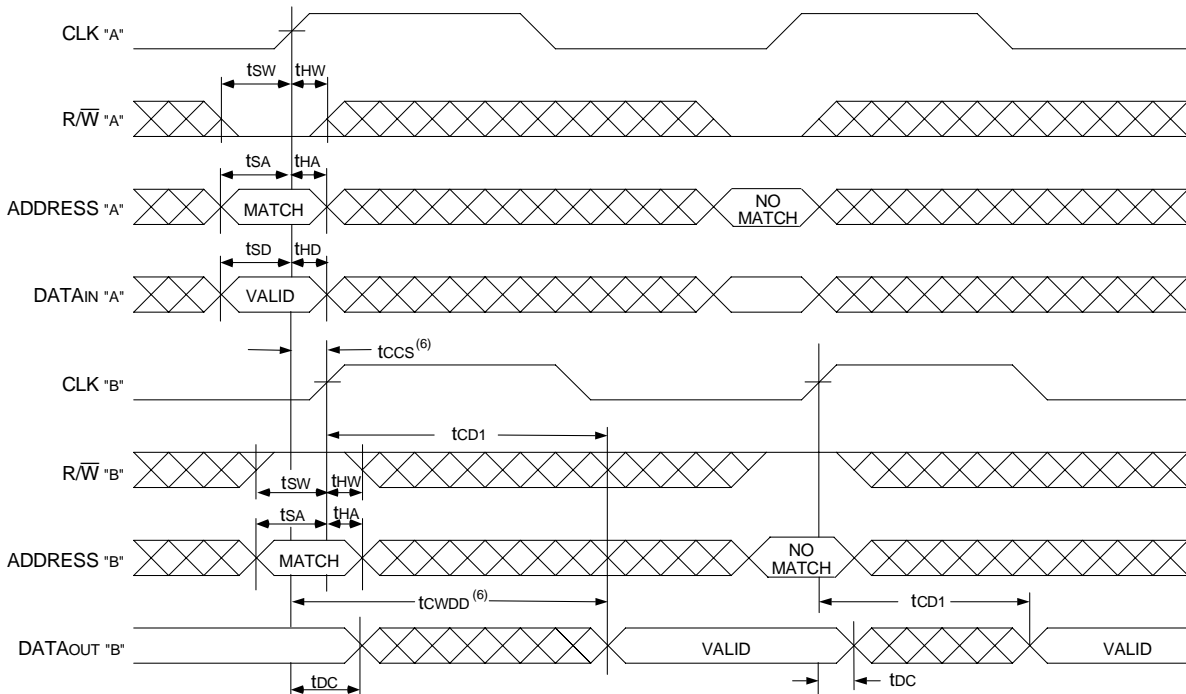 CLK "A"
tSW tHW
R/W̅ "A"
tSA tHA
ADDRESS "A" MATCH NO MATCH
tSD tHD
DATAIN "A" VALID
tCCS (6)
CLK "B"
tCD1
R/W̅ "B"
tSW tHW
tSA tHA
ADDRESS "B" MATCH NO MATCH
tCWDD (6) tCD1
DATAOUT "B" VALID VALID
tDC tDC